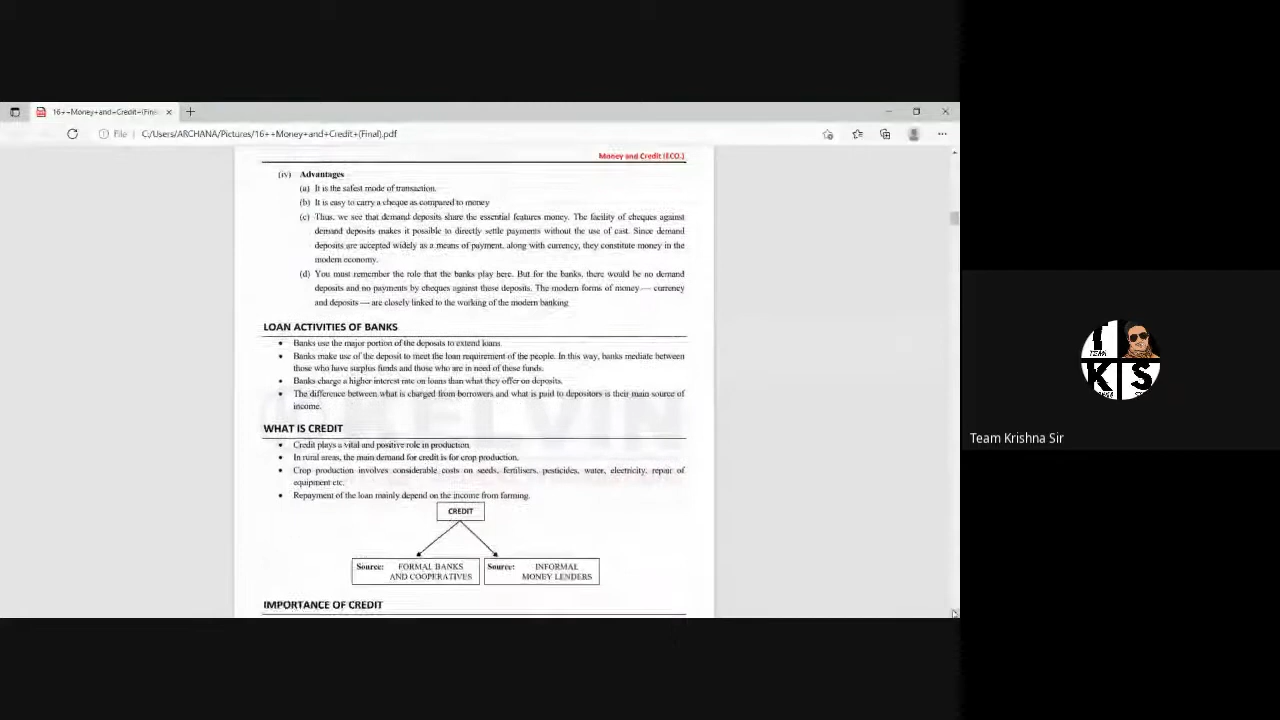 16++Money+and+Credit+(Fina
File
C:/Users/ARCHANA/Pictures/16++Money+and+Credit+(Final).pdf
Money and Credit (ECO.)
(iv) Advantages
(a) It is the safest mode of transaction.
(b) It is easy to carry a cheque as compared to money
(c) Thus, we see that demand deposits share the essential features money. The facility of cheques against
demand deposits makes it possible to directly settle payments without the use of cast. Since demand
deposits are accepted widely as a means of payment, along with currency, they constitute money in the
modern economy.
(d) You must remember the role that the banks play here. But for the banks, there would be no demand
deposits and no payments by cheques against these deposits. The modern forms of money — currency
and deposits — are closely linked to the working of the modern banking
LOAN ACTIVITIES OF BANKS
• Banks use the major portion of the deposits to extend loans.
• Banks make use of the deposit to meet the loan requirement of the people. In this way, banks mediate between
those who have surplus funds and those who are in need of these funds.
• Banks charge a higher interest rate on loans than what they offer on deposits.
• The difference between what is charged from borrowers and what is paid to depositors is their main source of
income.
WHAT IS CREDIT
• Credit plays a vital and positive role in production.
• In rural areas, the main demand for credit is for crop production.
• Crop production involves considerable costs on seeds, fertilisers, pesticides, water, electricity, repair of
equipment etc.
• Repayment of the loan mainly depend on the income from farming.
CREDIT
Source: FORMAL BANKS
AND COOPERATIVES
Source: INFORMAL
MONEY LENDERS
IMPORTANCE OF CREDIT
TEAM
K S
Team Krishna Sir